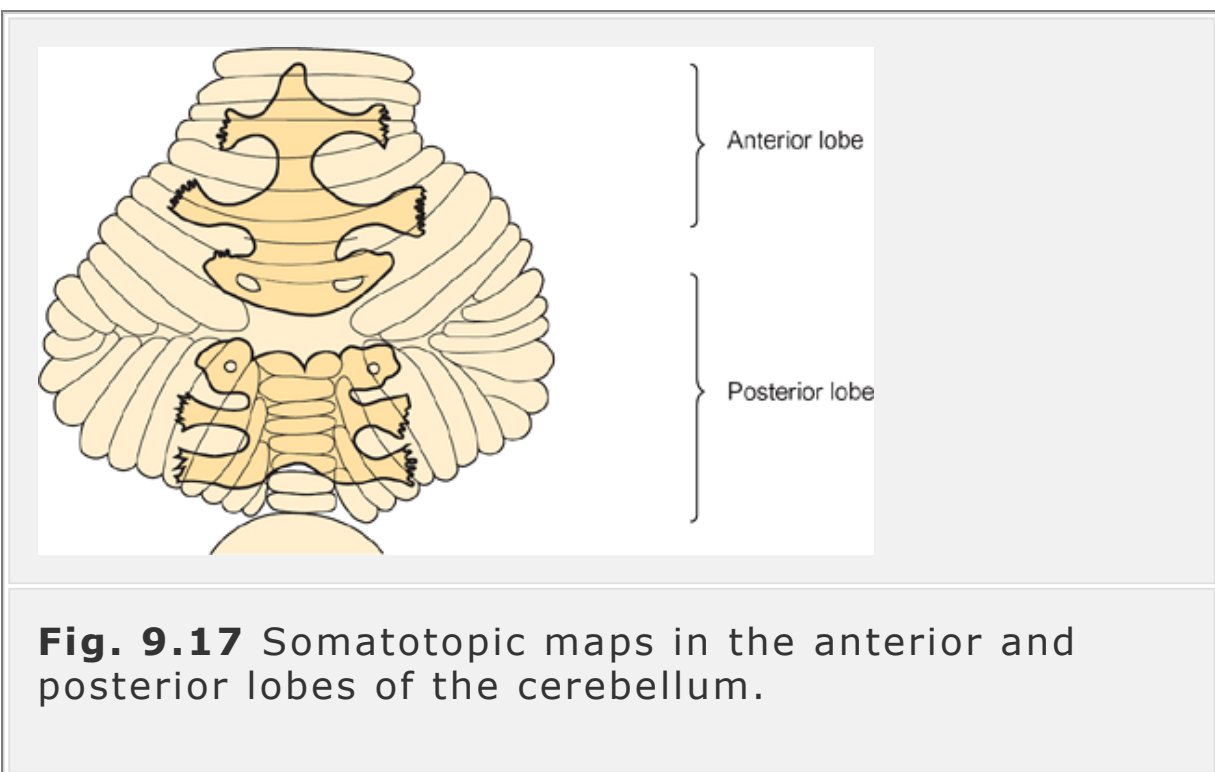 Anterior lobe
Posterior lobe
Fig. 9.17 Somatotopic maps in the anterior and
posterior lobes of the cerebellum.